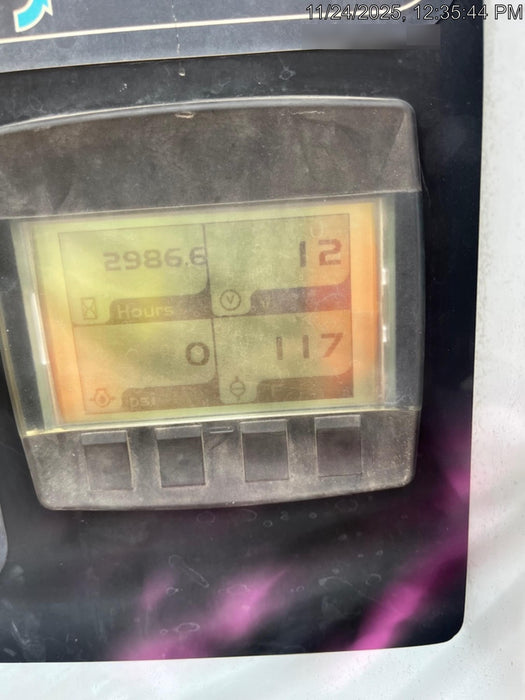 11/24/2025, 12:35:44 PM
2986.6 12
Hours V
0 117
psi